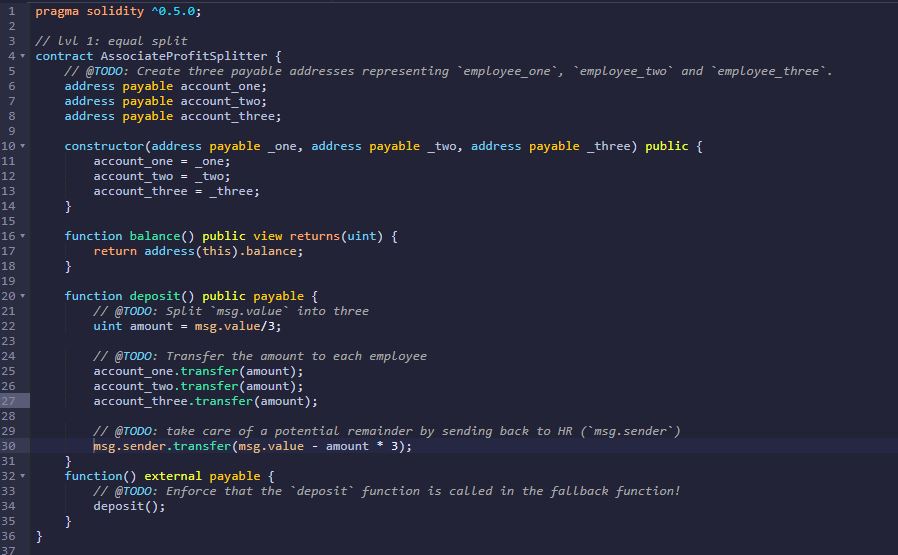 1 pragma solidity ^0.5.0;
2
3 // lvl 1: equal split
4 contract AssociateProfitSplitter {
5     // @TODO: Create three payable addresses representing `employee_one`, `employee_two` and `employee_three`.
6     address payable account_one;
7     address payable account_two;
8     address payable account_three;
9
10     constructor(address payable _one, address payable _two, address payable _three) public {
11         account_one = _one;
12         account_two = _two;
13         account_three = _three;
14     }
15
16     function balance() public view returns(uint) {
17         return address(this).balance;
18     }
19
20     function deposit() public payable {
21         // @TODO: Split `msg.value` into three
22         uint amount = msg.value/3;
23
24         // @TODO: Transfer the amount to each employee
25         account_one.transfer(amount);
26         account_two.transfer(amount);
27         account_three.transfer(amount);
28
29         // @TODO: take care of a potential remainder by sending back to HR (`msg.sender`)
30         msg.sender.transfer(msg.value - amount * 3);
31     }
32     function() external payable {
33         // @TODO: Enforce that the `deposit` function is called in the fallback function!
34         deposit();
35     }
36 }
37